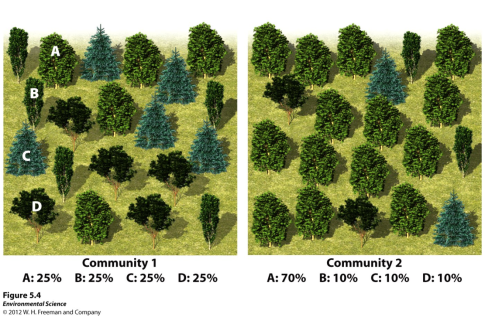 A
B
C
D
Community 1
A: 25% B: 25% C: 25% D: 25%
Community 2
A: 70% B: 10% C: 10% D: 10%
Figure 5.4
Environmental Science
© 2012 W. H. Freeman and Company